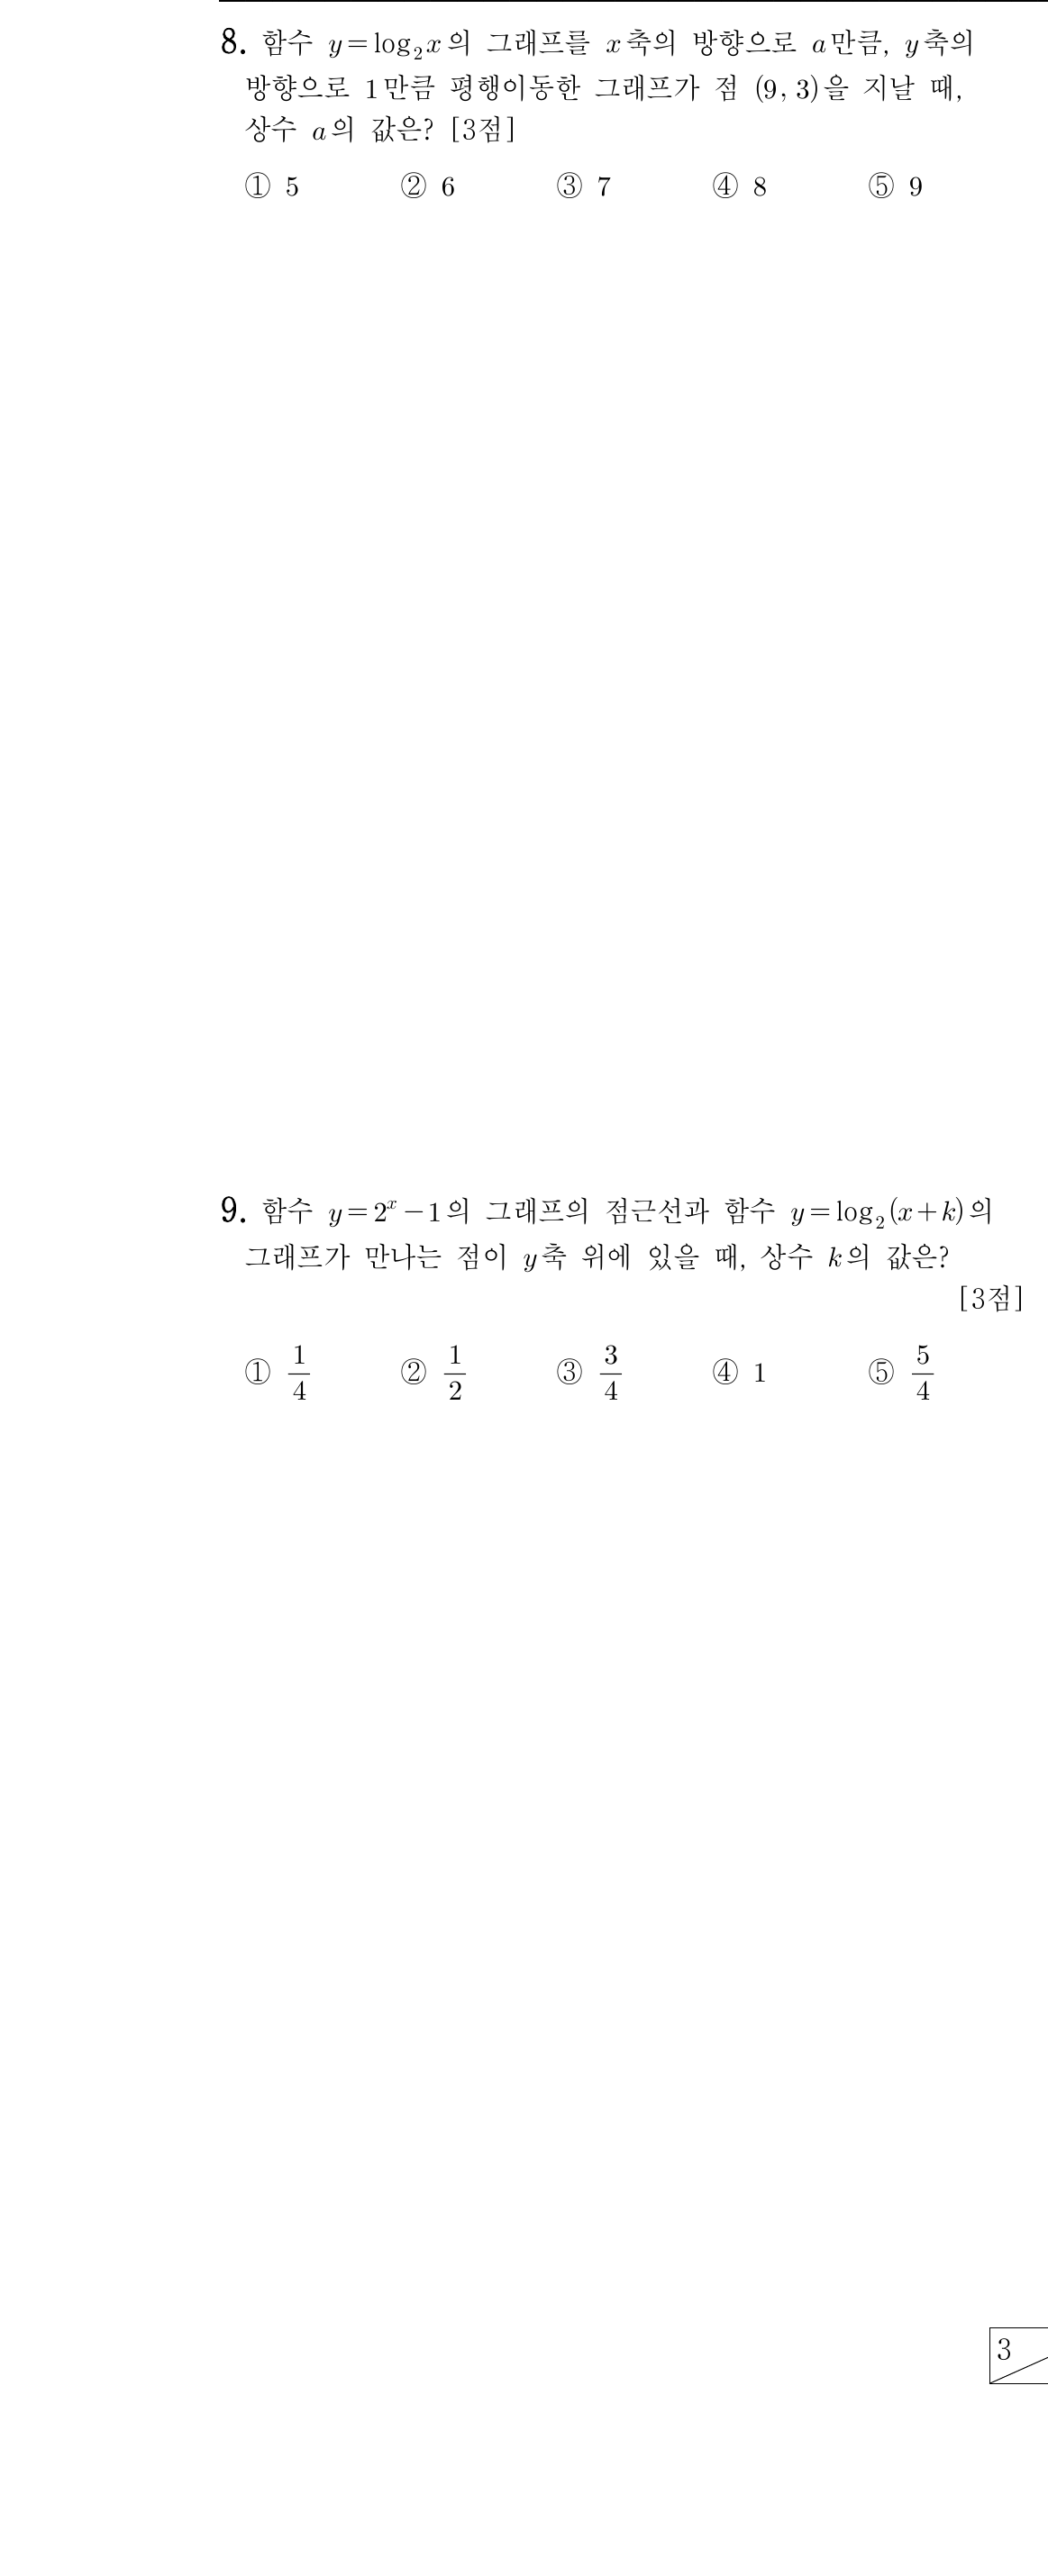 8. 함수 y=log₂x의 그래프를 x축의 방향으로 a만큼, y축의
방향으로 1만큼 평행이동한 그래프가 점 (9, 3)을 지날 때,
상수 a의 값은? [3점]
① 5 ② 6 ③ 7 ④ 8 ⑤ 9
9. 함수 y=2ˣ-1의 그래프의 점근선과 함수 y=log₂(x+k)의
그래프가 만나는 점이 y축 위에 있을 때, 상수 k의 값은?
[3점]
① 1/4 ② 1/2 ③ 3/4 ④ 1 ⑤ 5/4
3